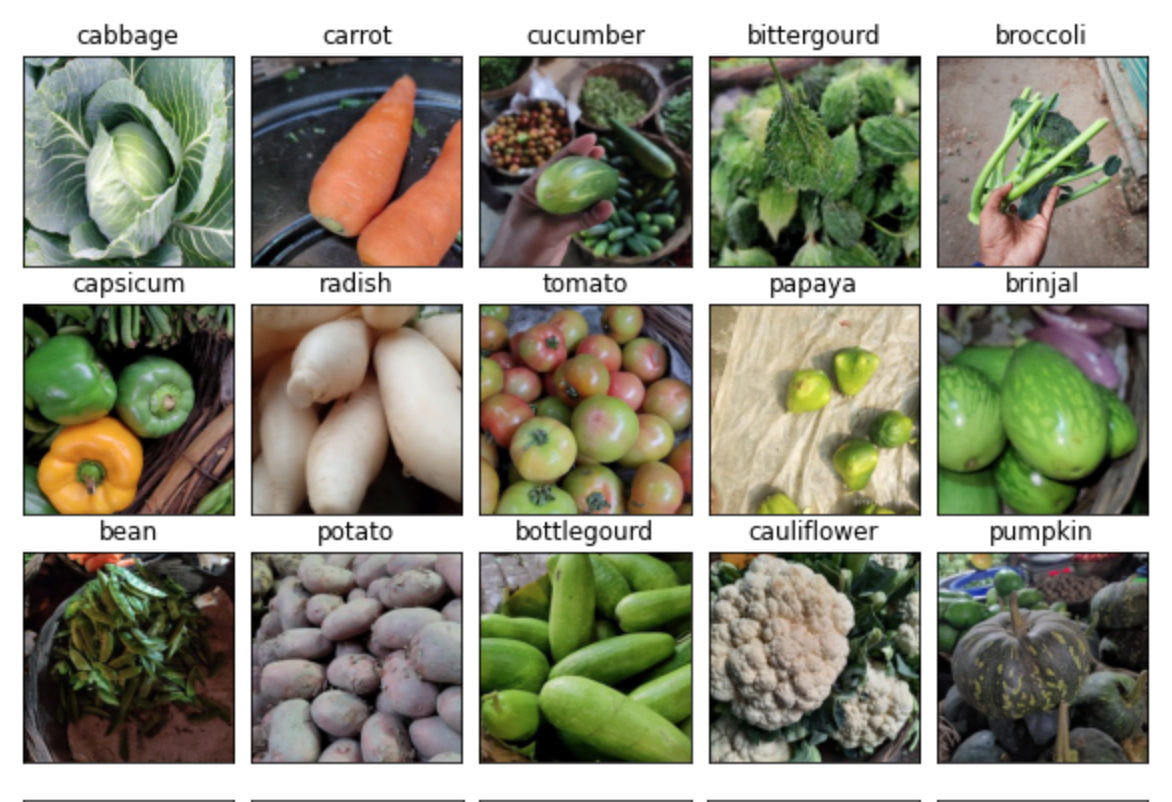 cabbage carrot cucumber bittergourd broccoli
capsicum radish tomato papaya brinjal
bean potato bottlegourd cauliflower pumpkin